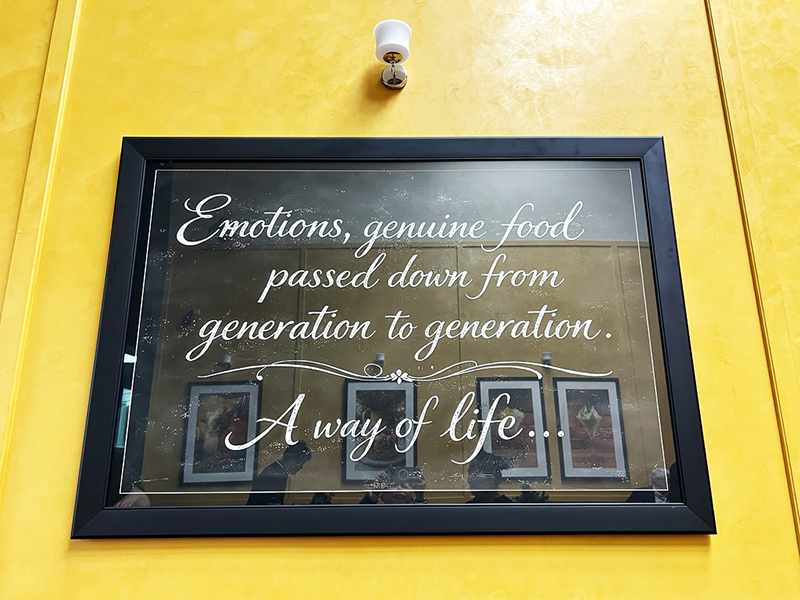 Emotions, genuine food
passed down from
generation to generation.
A way of life...